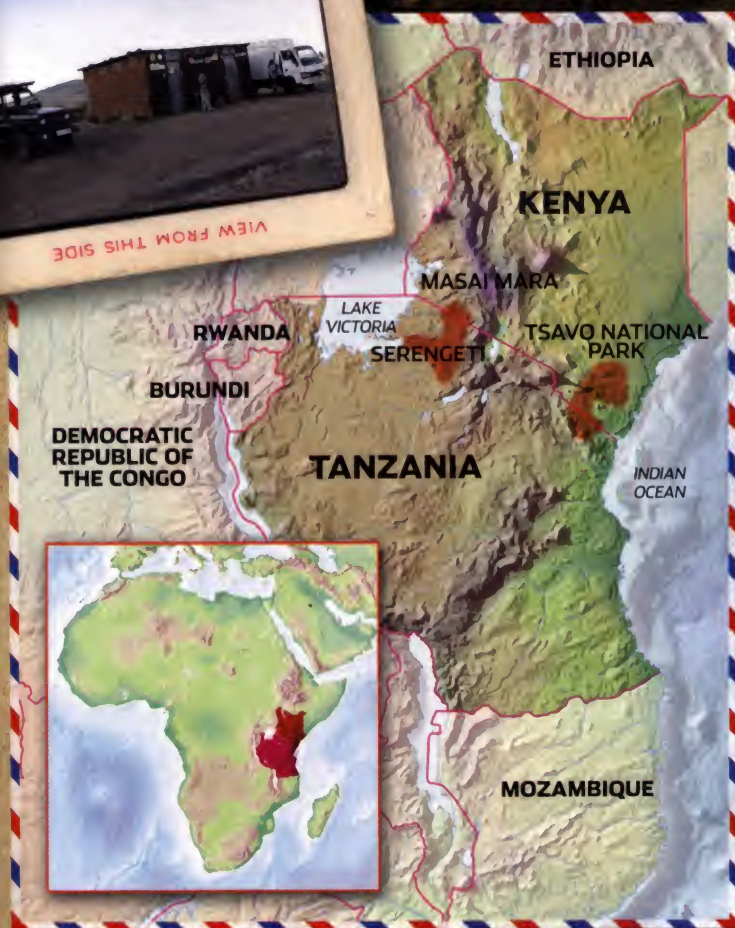 VIEW FROM THIS SIDE
ETHIOPIA
KENYA
MASAI MARA
LAKE
VICTORIA
RWANDA
SERENGETI
TSAVO NATIONAL
PARK
BURUNDI
DEMOCRATIC
REPUBLIC OF
THE CONGO
TANZANIA
INDIAN
OCEAN
MOZAMBIQUE